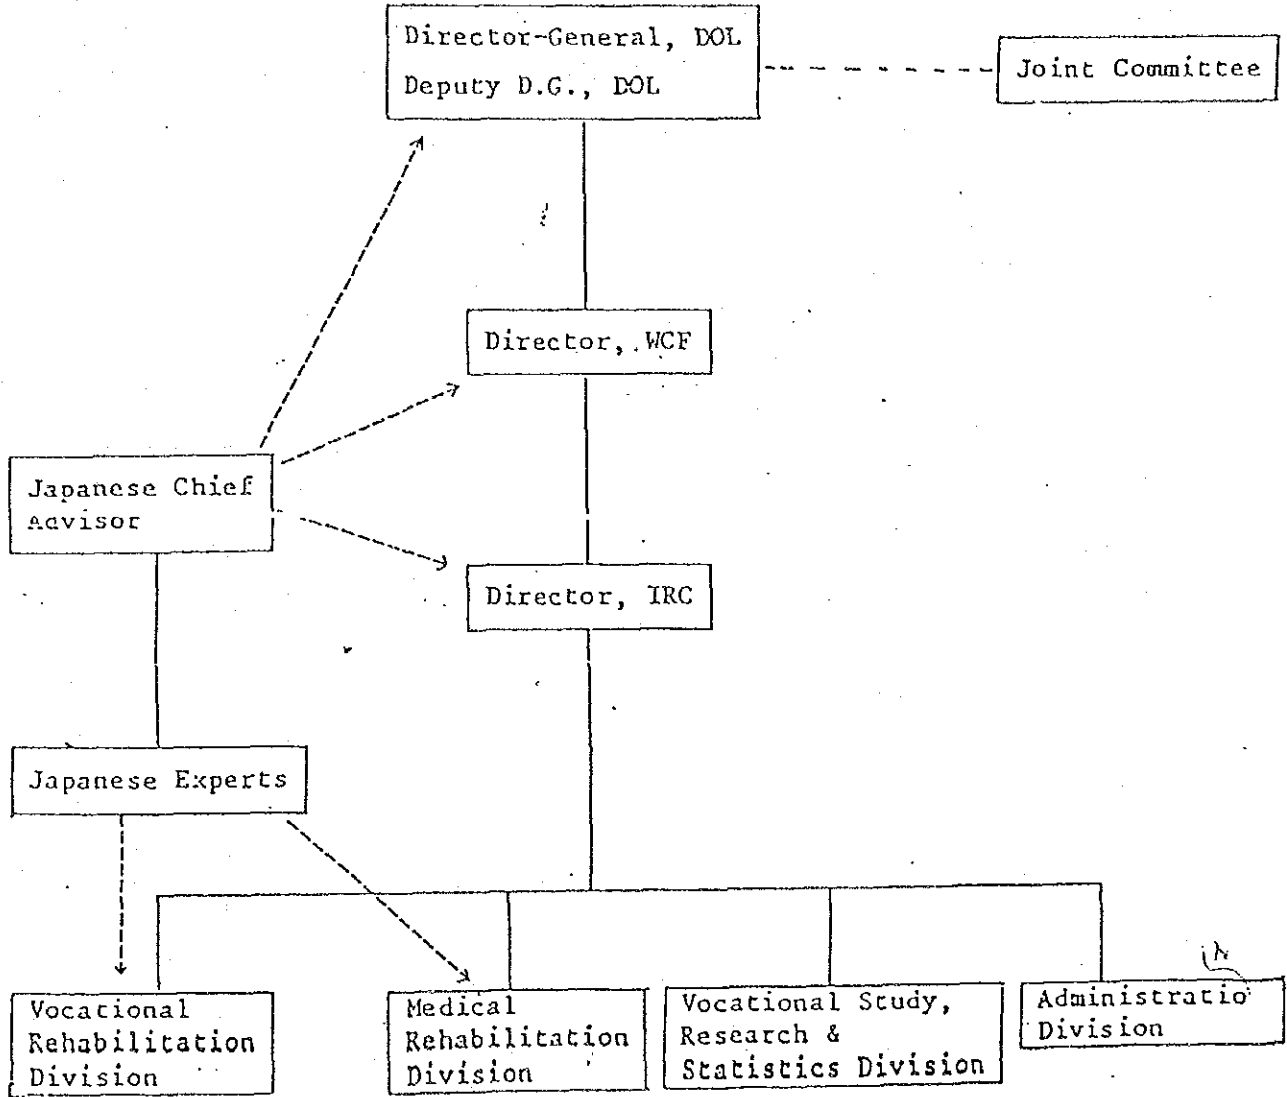 Director-General, DOL
Deputy D.G., DOL
Joint Committee
Director, WCF
Japanese Chief
Advisor
Director, IRC
Japanese Experts
Vocational
Rehabilitation
Division
Medical
Rehabilitation
Division
Vocational Study,
Research &
Statistics Division
Administratio
Division